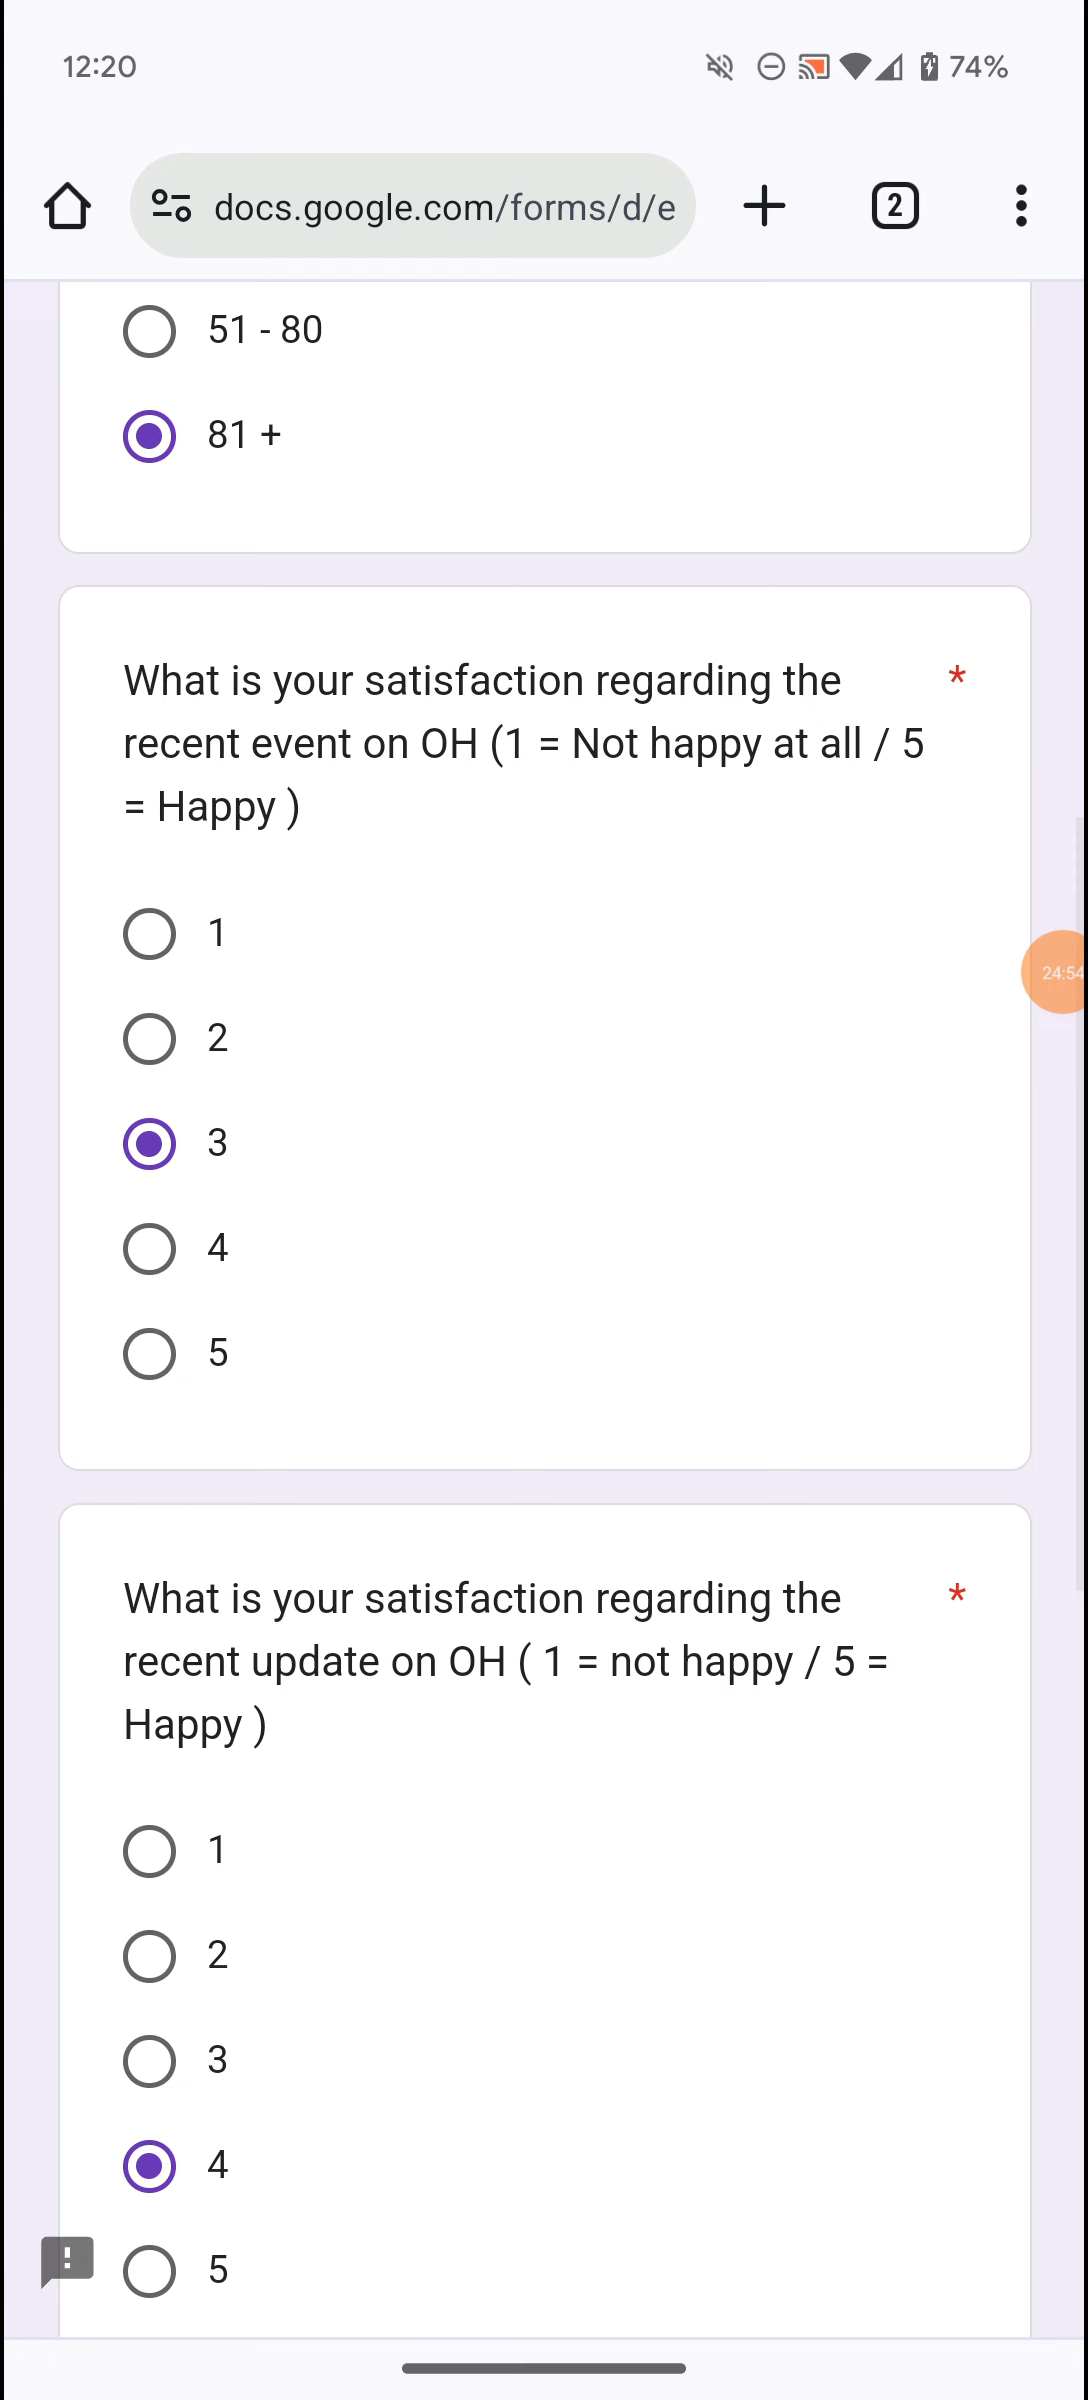 12:20
74%
docs.google.com/forms/d/e
2
51 - 80
81 +
What is your satisfaction regarding the *
recent event on OH (1 = Not happy at all / 5
= Happy )
1
2
3
4
5
24:54
What is your satisfaction regarding the *
recent update on OH ( 1 = not happy / 5 =
Happy )
1
2
3
4
5